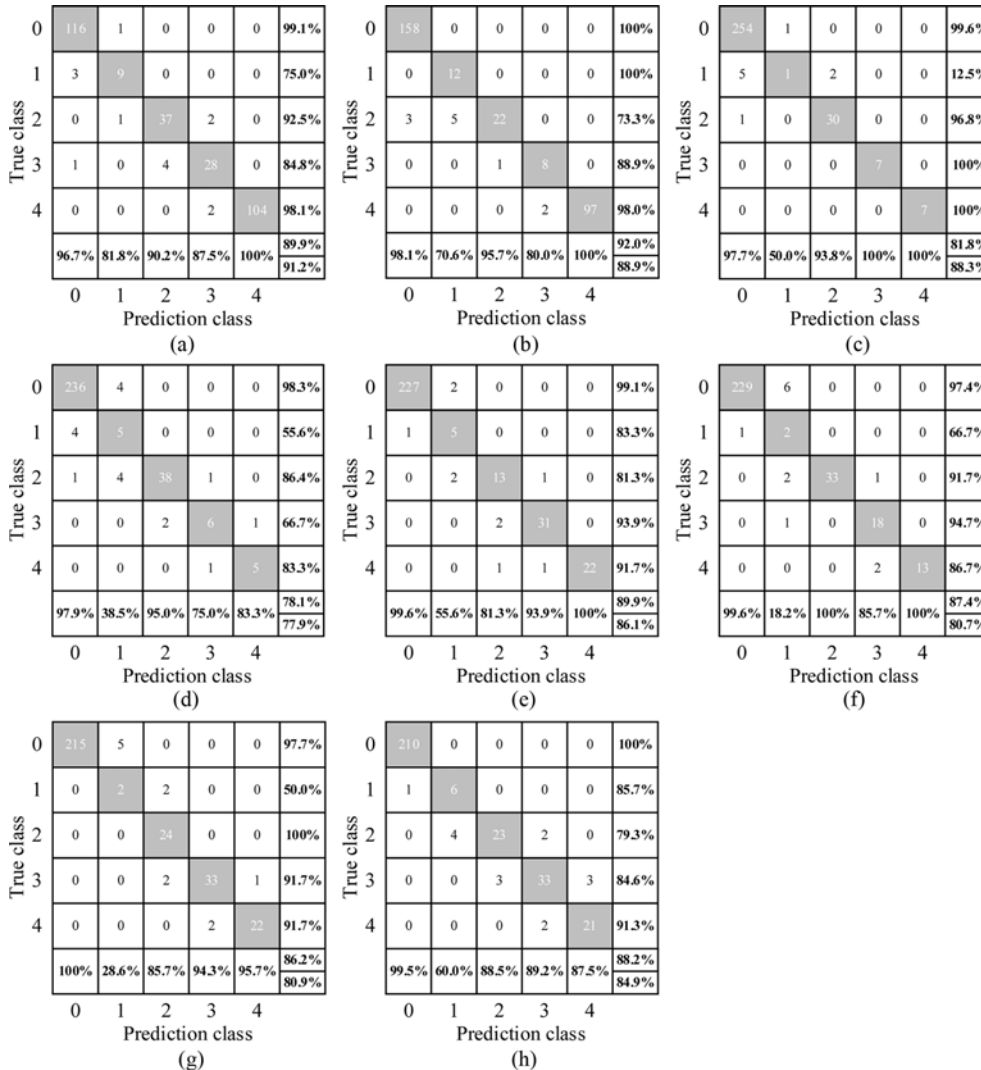 0 116 1 0 0 0 99.1%
1 3 9 0 0 0 75.0%
2 0 1 37 2 0 92.5%
3 1 0 4 28 0 84.8%
4 0 0 0 2 104 98.1%
96.7% 81.8% 90.2% 87.5% 100% 89.9%
91.2%
0 1 2 3 4
True class
Prediction class
(a)
0 158 0 0 0 0 100%
1 0 12 0 0 0 100%
2 3 5 22 0 0 73.3%
3 0 0 1 8 0 88.9%
4 0 0 0 2 97 98.0%
98.1% 70.6% 95.7% 80.0% 100% 92.0%
88.9%
0 1 2 3 4
True class
Prediction class
(b)
0 254 1 0 0 0 99.6%
1 5 1 2 0 0 12.5%
2 1 0 30 0 0 96.8%
3 0 0 0 7 0 100%
4 0 0 0 0 7 100%
97.7% 50.0% 93.8% 100% 100% 81.8%
88.3%
0 1 2 3 4
True class
Prediction class
(c)
0 236 4 0 0 0 98.3%
1 4 5 0 0 0 55.6%
2 1 4 38 1 0 86.4%
3 0 0 2 6 1 66.7%
4 0 0 0 1 5 83.3%
97.9% 38.5% 95.0% 75.0% 83.3% 78.1%
77.9%
0 1 2 3 4
True class
Prediction class
(d)
0 227 2 0 0 0 99.1%
1 1 5 0 0 0 83.3%
2 0 2 13 1 0 81.3%
3 0 0 2 31 0 93.9%
4 0 0 1 1 22 91.7%
99.6% 55.6% 81.3% 93.9% 100% 89.9%
86.1%
0 1 2 3 4
True class
Prediction class
(e)
0 229 6 0 0 0 97.4%
1 1 2 0 0 0 66.7%
2 0 2 33 1 0 91.7%
3 0 1 0 18 0 94.7%
4 0 0 0 2 13 86.7%
99.6% 18.2% 100% 85.7% 100% 87.4%
80.7%
0 1 2 3 4
True class
Prediction class
(f)
0 215 5 0 0 0 97.7%
1 0 2 2 0 0 50.0%
2 0 0 24 0 0 100%
3 0 0 2 33 1 91.7%
4 0 0 0 2 22 91.7%
100% 28.6% 85.7% 94.3% 95.7% 86.2%
80.9%
0 1 2 3 4
True class
Prediction class
(g)
0 210 0 0 0 0 100%
1 1 6 0 0 0 85.7%
2 0 4 23 2 0 79.3%
3 0 0 3 33 3 84.6%
4 0 0 0 2 21 91.3%
99.5% 60.0% 88.5% 89.2% 87.5% 88.2%
84.9%
0 1 2 3 4
True class
Prediction class
(h)